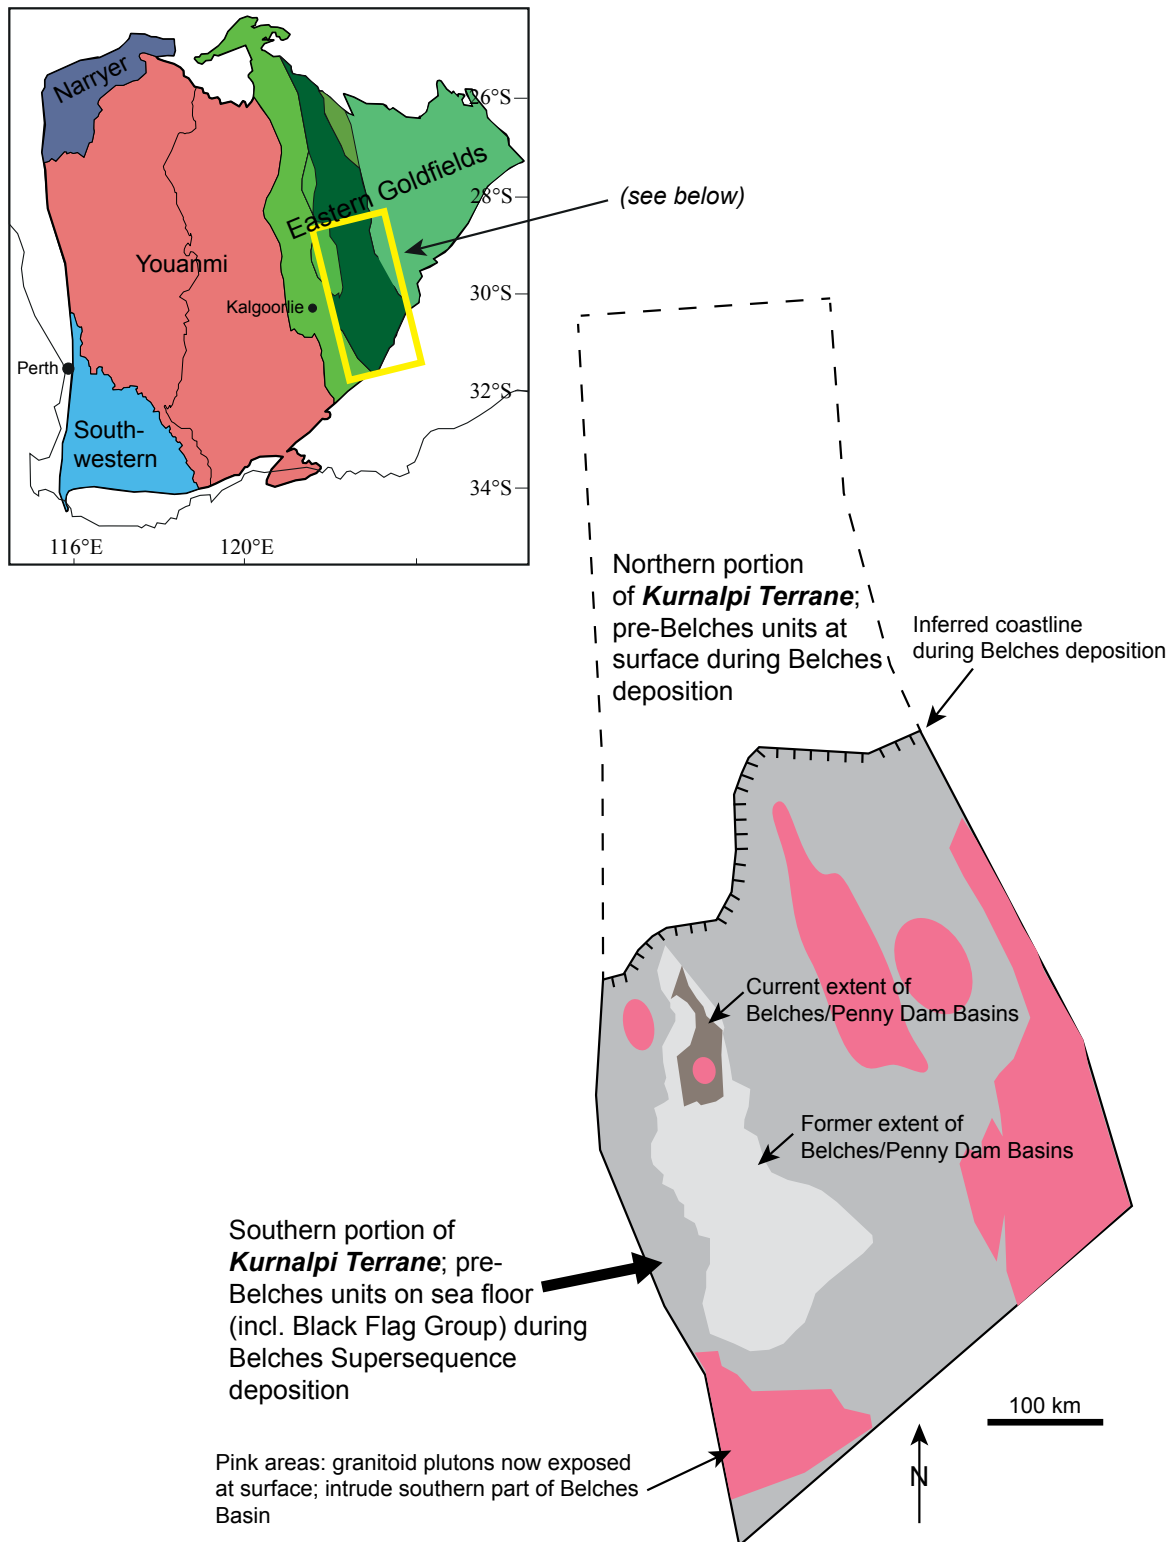 Narryer
26°S
Eastern Goldfields
28°S
(see below)
Youanmi
30°S
Kalgoorlie
Perth
32°S
South-
western
34°S
116°E
120°E
Northern portion
of Kurnalpi Terrane;
pre-Belches units at
surface during Belches
deposition
Inferred coastline
during Belches deposition
Current extent of
Belches/Penny Dam Basins
Former extent of
Belches/Penny Dam Basins
Southern portion of
Kurnalpi Terrane; pre-
Belches units on sea floor
(incl. Black Flag Group) during
Belches Supersequence
deposition
100 km
Pink areas: granitoid plutons now exposed
at surface; intrude southern part of Belches
Basin
N